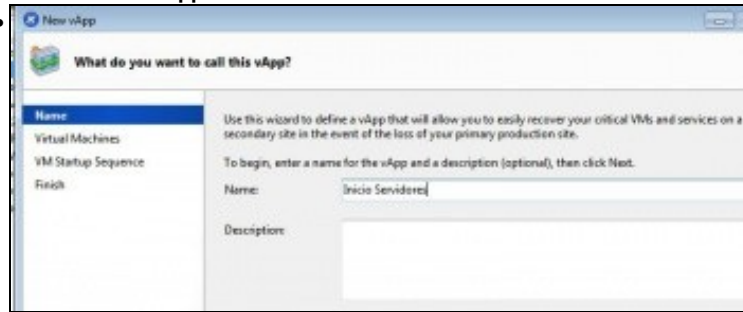 New vApp
What do you want to call this vApp?
Name
Virtual Machines
VM Startup Sequence
Finish
Use this wizard to define a vApp that will allow you to easily recover your critical VMs and services on a
secondary site in the event of the loss of your primary production site.
To begin, enter a name for the vApp and a description (optional), then click Next.
Name:
Inicio Servidores
Description: